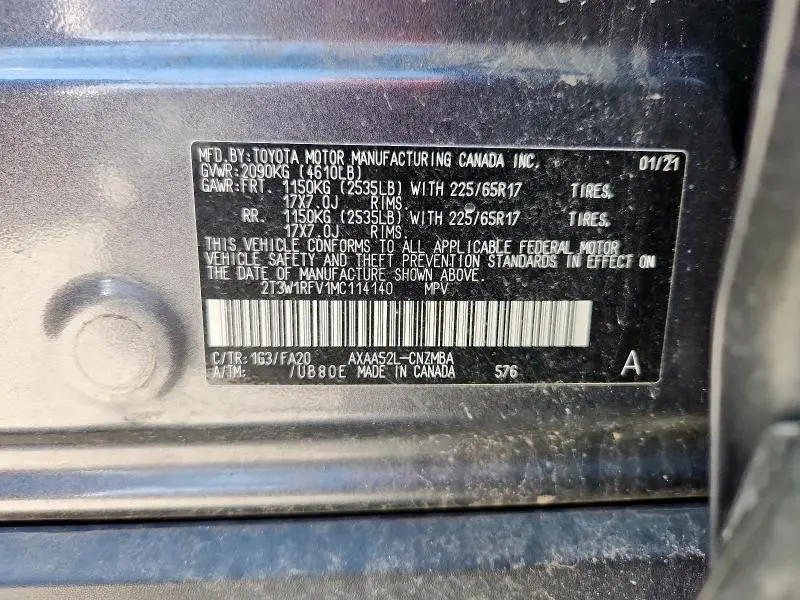 MFD.BY:TOYOTA MOTOR MANUFACTURING CANADA INC. 01/21
GVWR:2090KG (4610LB)
GAWR:FRT. 1150KG (2535LB) WITH 225/65R17 TIRES.
17X7.0J RIMS.
RR. 1150KG (2535LB) WITH 225/65R17 TIRES.
17X7.0J RIMS.
THIS VEHICLE CONFORMS TO ALL APPLICABLE FEDERAL MOTOR
VEHICLE SAFETY AND THEFT PREVENTION STANDARDS IN EFFECT ON
THE DATE OF MANUFACTURE SHOWN ABOVE.
2T3W1RFV1MC114140 MPV
C/TR: 1G3/FA20 AXAA52L-CNZMBA
A/TM: /UB80E MADE IN CANADA 576 A